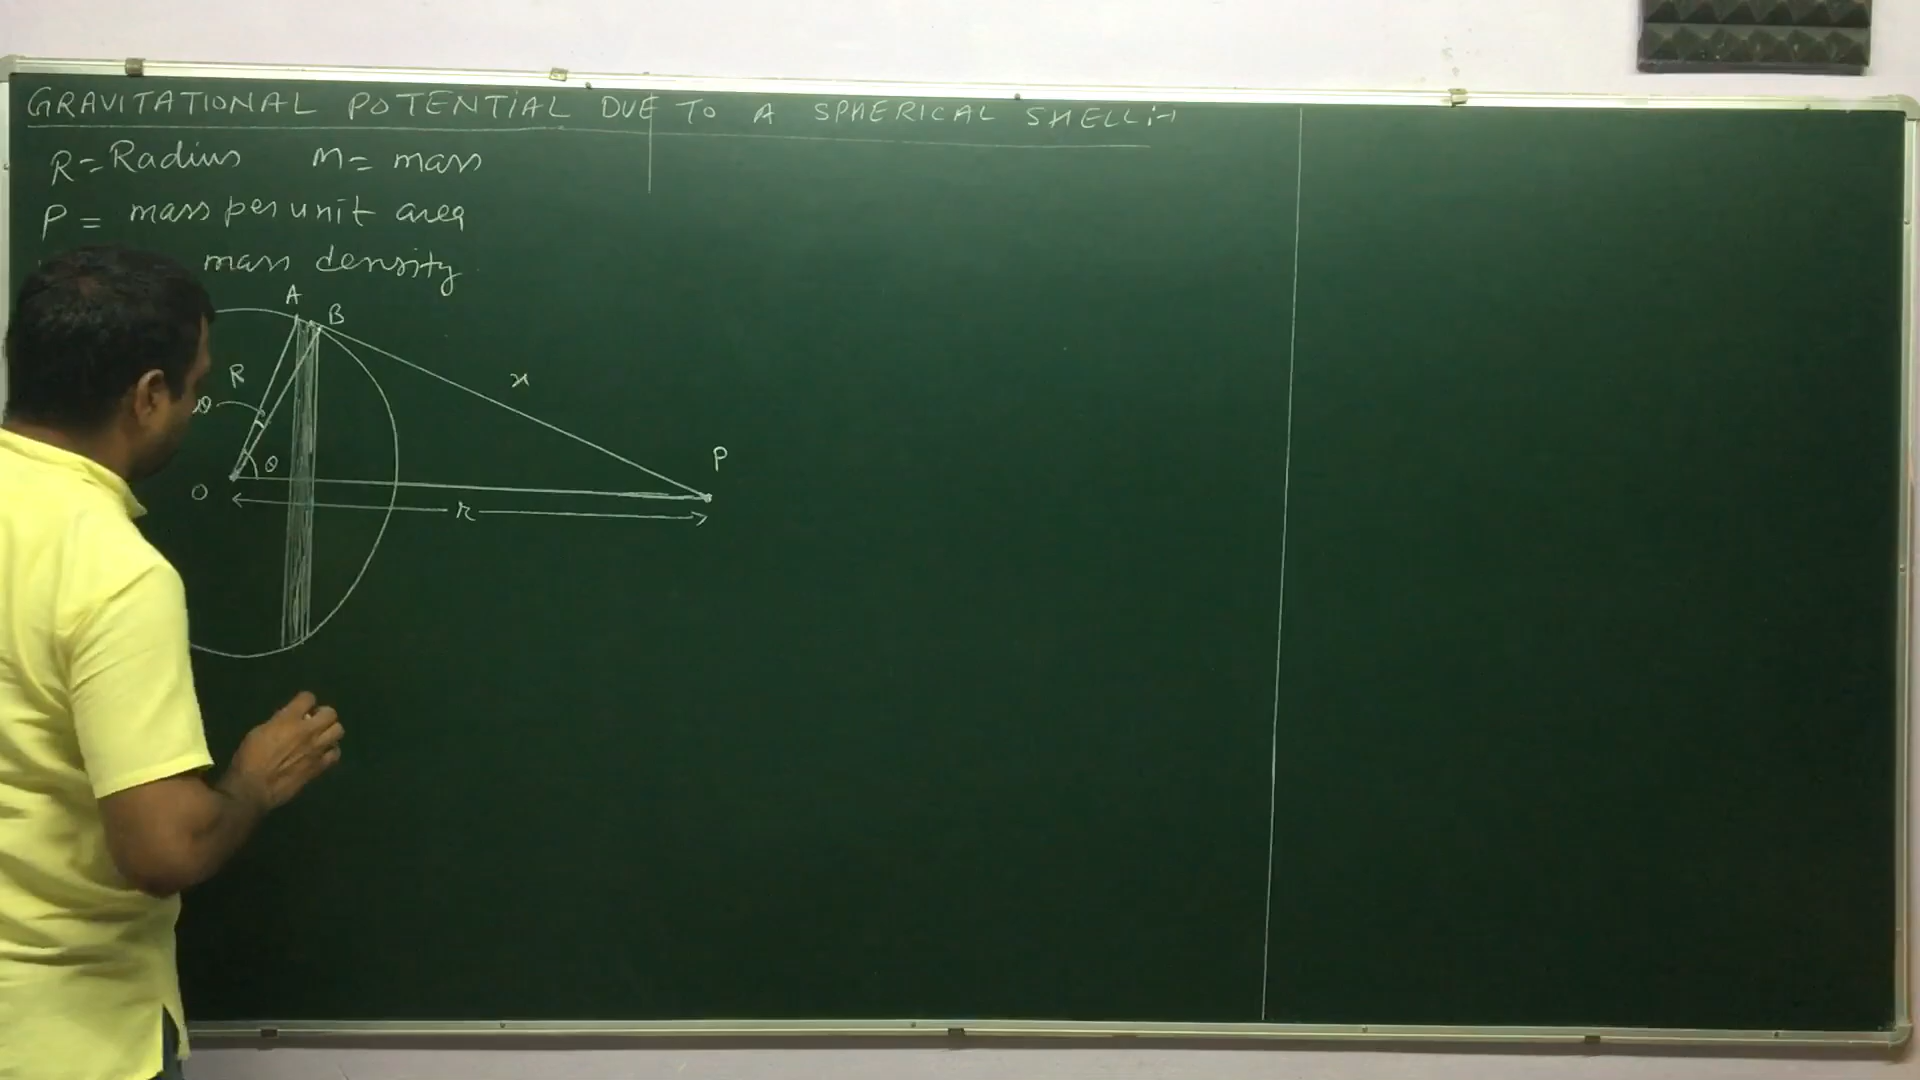 GRAVITATIONAL POTENTIAL DUE TO A SPHERICAL SHELL:-
R = Radius M = mass
P = mass per unit area
mass density
A
B
R
x
θ
θ
P
O
r